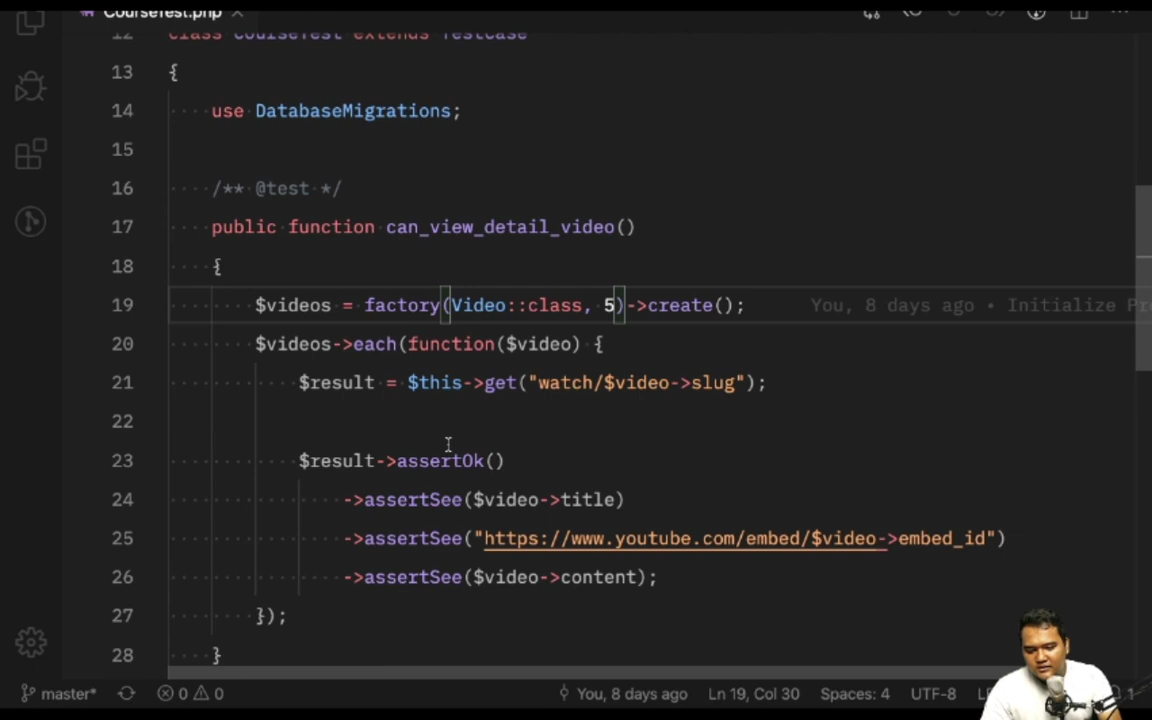 CourseTest.php
12 class CourseTest extends TestCase
13 {
14 use DatabaseMigrations;
15
16 /** @test */
17 public function can_view_detail_video()
18 {
19 $videos = factory(Video::class, 5)->create(); You, 8 days ago • Initialize Pr
20 $videos->each(function($video) {
21 $result = $this->get("watch/$video->slug");
22
23 $result->assertOk()
24 ->assertSee($video->title)
25 ->assertSee("https://www.youtube.com/embed/$video->embed_id")
26 ->assertSee($video->content);
27 });
28 }
master* 0 0 You, 8 days ago Ln 19, Col 30 Spaces: 4 UTF-8 1